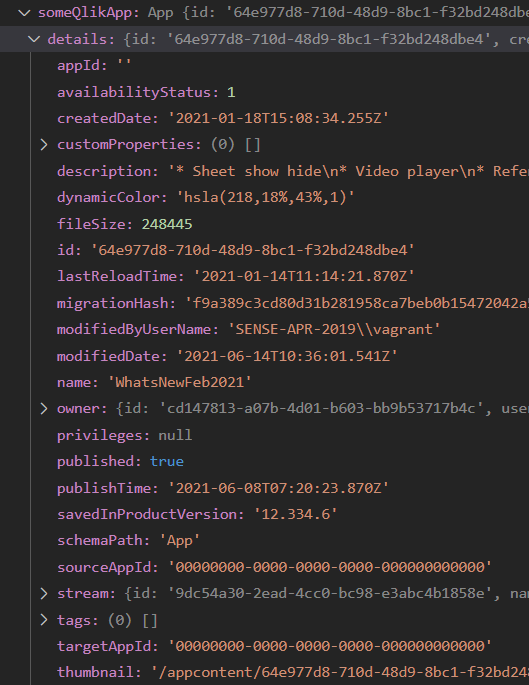 someQlikApp: App {id: '64e977d8-710d-48d9-8bc1-f32bd248dbe
details: {id: '64e977d8-710d-48d9-8bc1-f32bd248dbe4', cre
appId: ''
availabilityStatus: 1
createdDate: '2021-01-18T15:08:34.255Z'
customProperties: (0) []
description: '* Sheet show hide\n* Video player\n* Refer
dynamicColor: 'hsla(218,18%,43%,1)'
fileSize: 248445
id: '64e977d8-710d-48d9-8bc1-f32bd248dbe4'
lastReloadTime: '2021-01-14T11:14:21.870Z'
migrationHash: 'f9a389c3cd80d31b281958ca7beb0b15472042a5
modifiedByUserName: 'SENSE-APR-2019\\vagrant'
modifiedDate: '2021-06-14T10:36:01.541Z'
name: 'WhatsNewFeb2021'
owner: {id: 'cd147813-a07b-4d01-b603-bb9b53717b4c', user
privileges: null
published: true
publishTime: '2021-06-08T07:20:23.870Z'
savedInProductVersion: '12.334.6'
schemaPath: 'App'
sourceAppId: '00000000-0000-0000-0000-000000000000'
stream: {id: '9dc54a30-2ead-4cc0-bc98-e3abc4b1858e', nam
tags: (0) []
targetAppId: '00000000-0000-0000-0000-000000000000'
thumbnail: '/appcontent/64e977d8-710d-48d9-8bc1-f32bd248